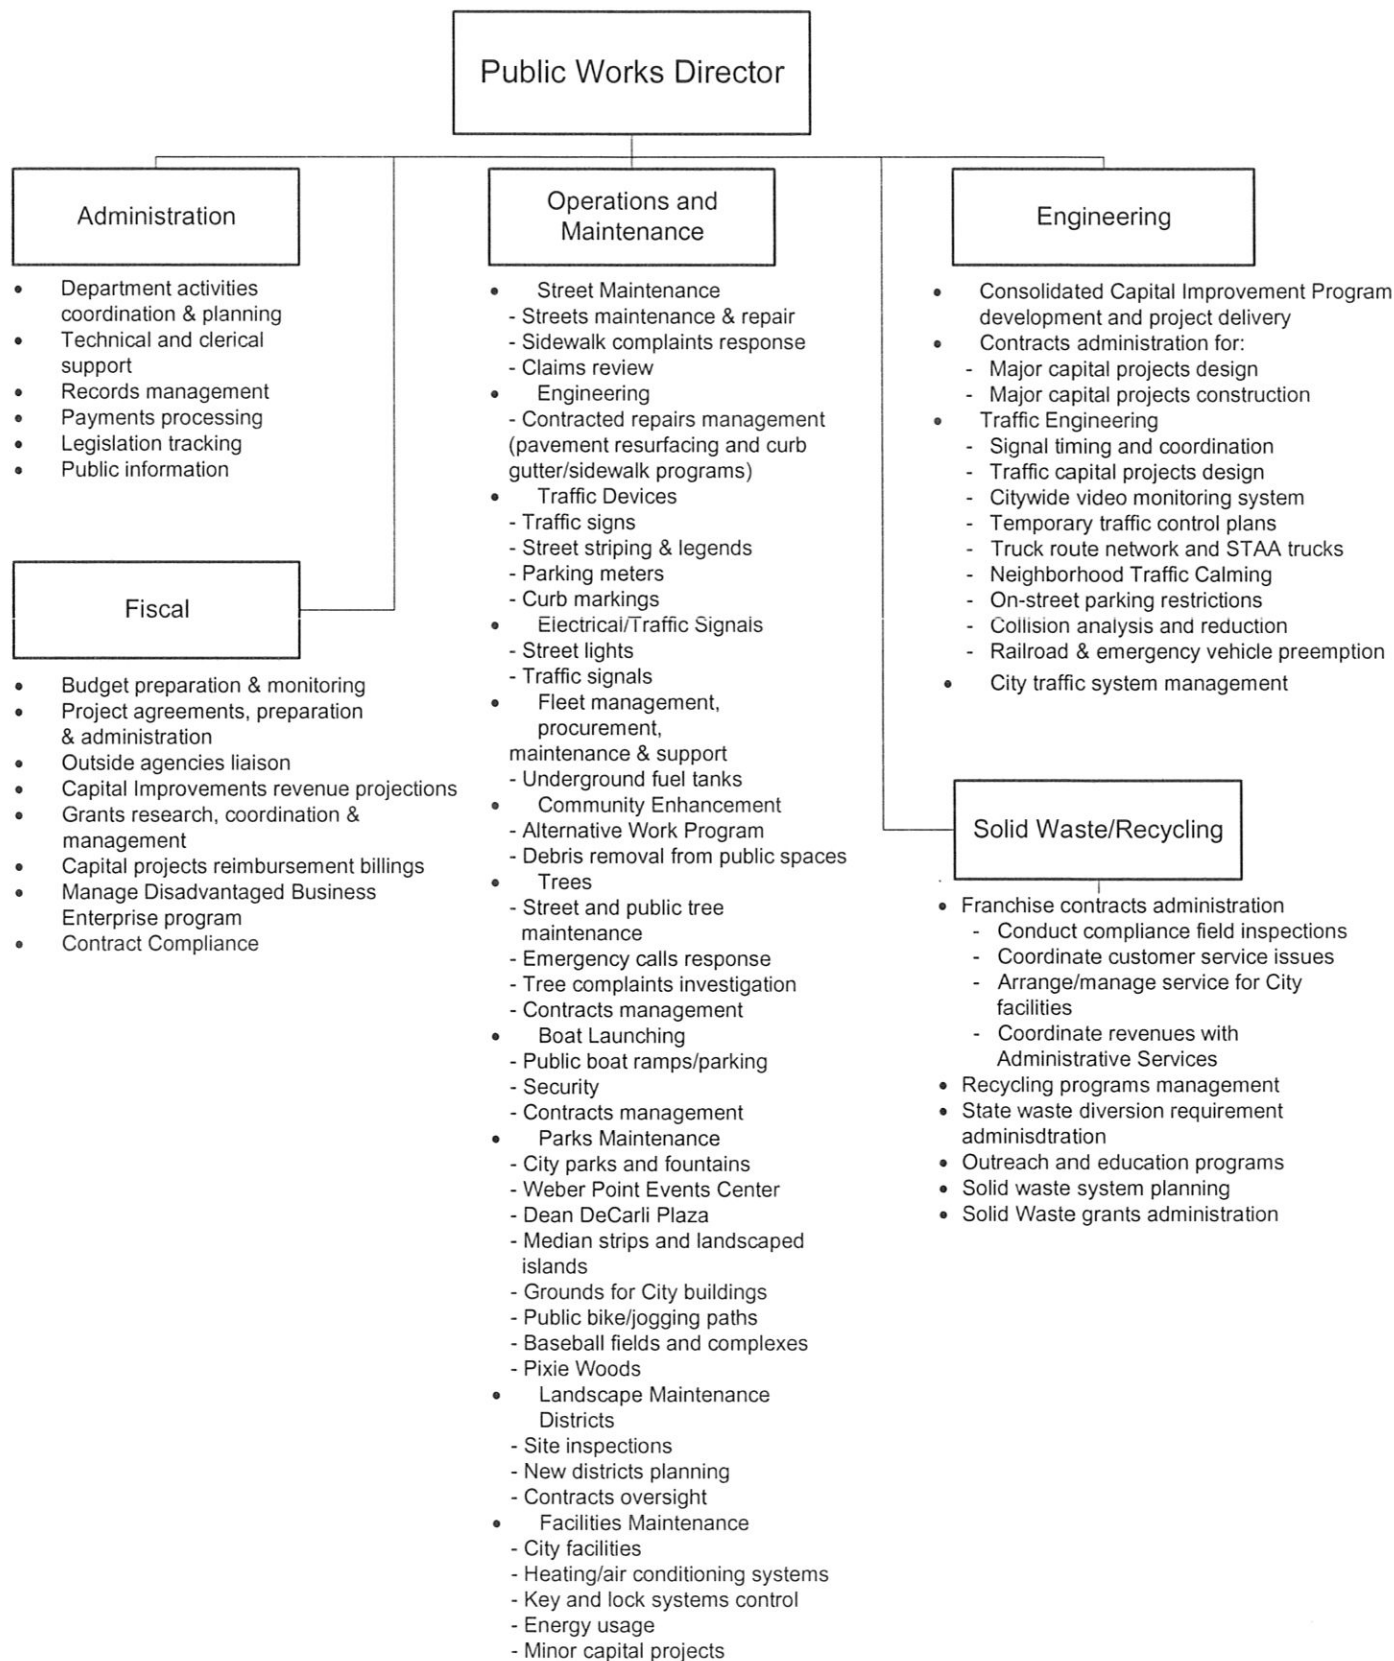 Public Works Director
Administration
• Department activities
coordination & planning
• Technical and clerical
support
• Records management
• Payments processing
• Legislation tracking
• Public information
Fiscal
• Budget preparation & monitoring
• Project agreements, preparation
& administration
• Outside agencies liaison
• Capital Improvements revenue projections
• Grants research, coordination &
management
• Capital projects reimbursement billings
• Manage Disadvantaged Business
Enterprise program
• Contract Compliance
Operations and
Maintenance
• Street Maintenance
- Streets maintenance & repair
- Sidewalk complaints response
- Claims review
• Engineering
- Contracted repairs management
(pavement resurfacing and curb
gutter/sidewalk programs)
• Traffic Devices
- Traffic signs
- Street striping & legends
- Parking meters
- Curb markings
• Electrical/Traffic Signals
- Street lights
- Traffic signals
• Fleet management,
procurement,
maintenance & support
- Underground fuel tanks
• Community Enhancement
- Alternative Work Program
- Debris removal from public spaces
• Trees
- Street and public tree
maintenance
- Emergency calls response
- Tree complaints investigation
- Contracts management
• Boat Launching
- Public boat ramps/parking
- Security
- Contracts management
• Parks Maintenance
- City parks and fountains
- Weber Point Events Center
- Dean DeCarli Plaza
- Median strips and landscaped
islands
- Grounds for City buildings
- Public bike/jogging paths
- Baseball fields and complexes
- Pixie Woods
• Landscape Maintenance
Districts
- Site inspections
- New districts planning
- Contracts oversight
• Facilities Maintenance
- City facilities
- Heating/air conditioning systems
- Key and lock systems control
- Energy usage
- Minor capital projects
Engineering
• Consolidated Capital Improvement Program
development and project delivery
• Contracts administration for:
- Major capital projects design
- Major capital projects construction
• Traffic Engineering
- Signal timing and coordination
- Traffic capital projects design
- Citywide video monitoring system
- Temporary traffic control plans
- Truck route network and STAA trucks
- Neighborhood Traffic Calming
- On-street parking restrictions
- Collision analysis and reduction
- Railroad & emergency vehicle preemption
• City traffic system management
Solid Waste/Recycling
• Franchise contracts administration
- Conduct compliance field inspections
- Coordinate customer service issues
- Arrange/manage service for City
facilities
- Coordinate revenues with
Administrative Services
• Recycling programs management
• State waste diversion requirement
adminisdtration
• Outreach and education programs
• Solid waste system planning
• Solid Waste grants administration